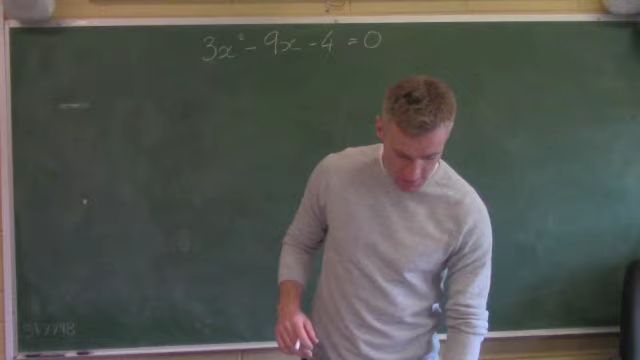 3x² - 9x - 4 = 0